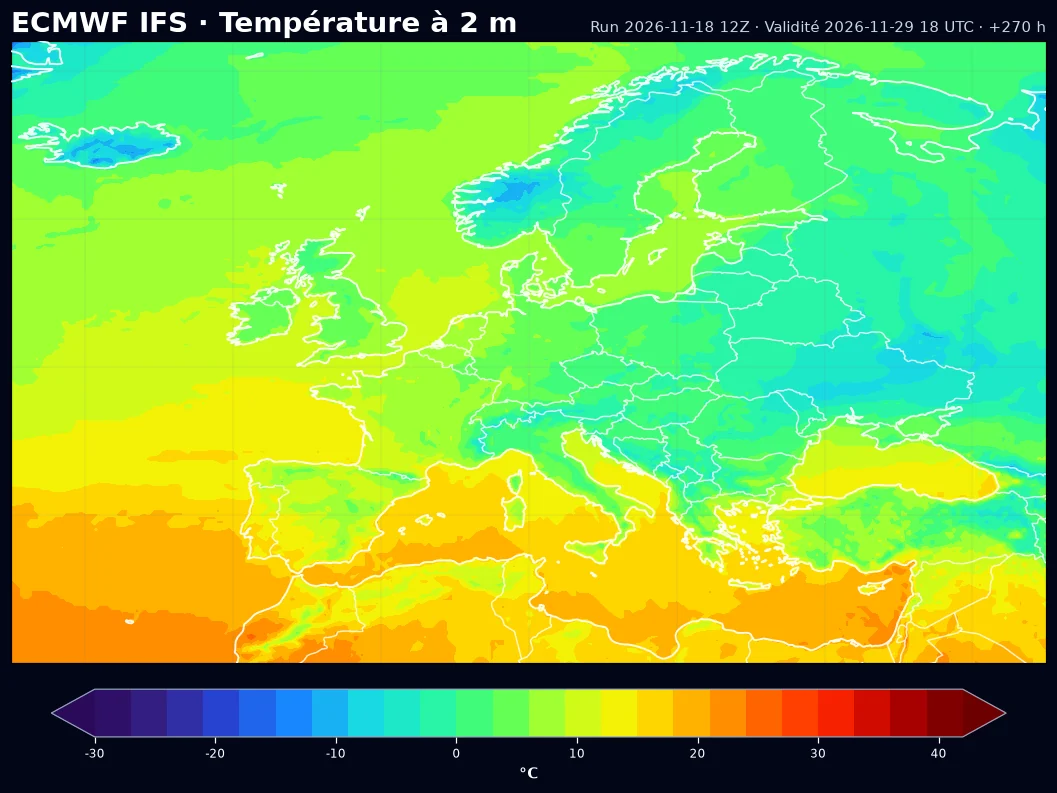 ECMWF IFS · Température à 2 m
Run 2026-11-18 12Z · Validité 2026-11-29 18 UTC · +270 h
-30 -20 -10 0 10 20 30 40
°C